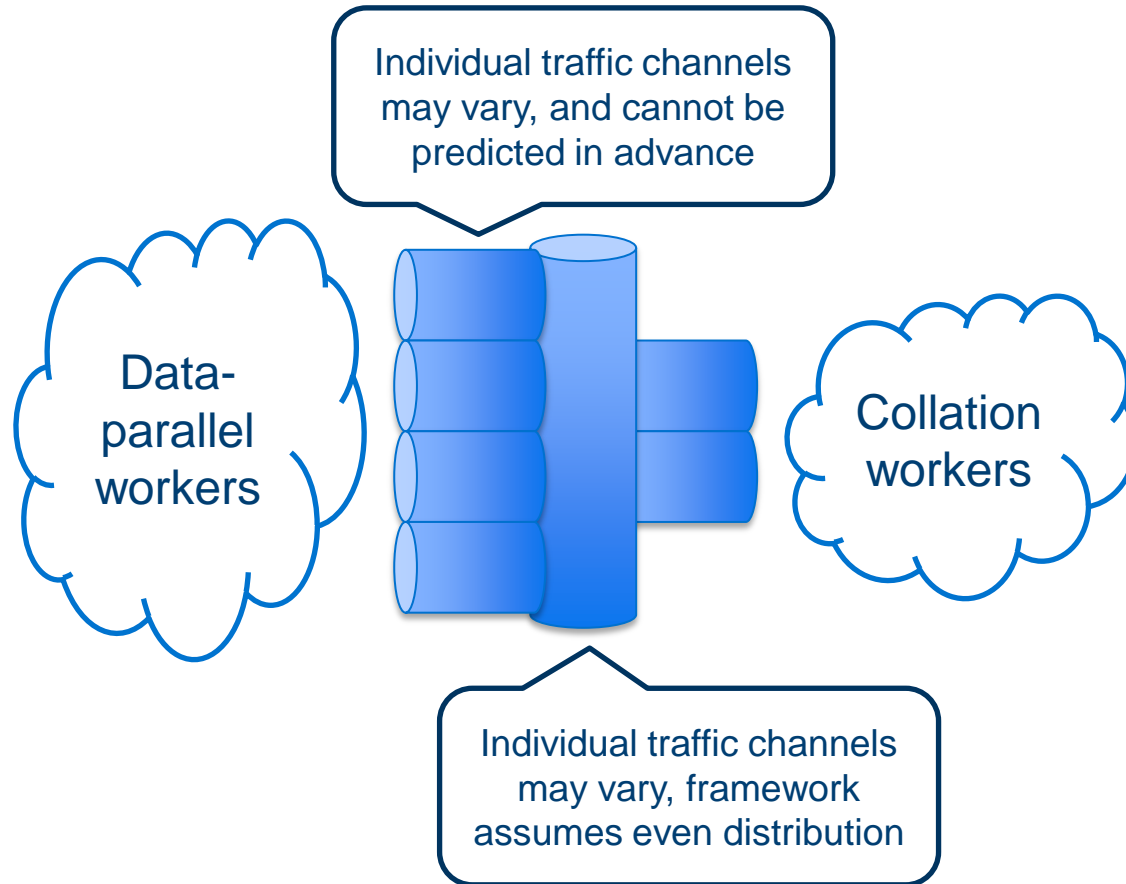 Individual traffic channels
may vary, and cannot be
predicted in advance
Data-
parallel
workers
Collation
workers
Individual traffic channels
may vary, framework
assumes even distribution